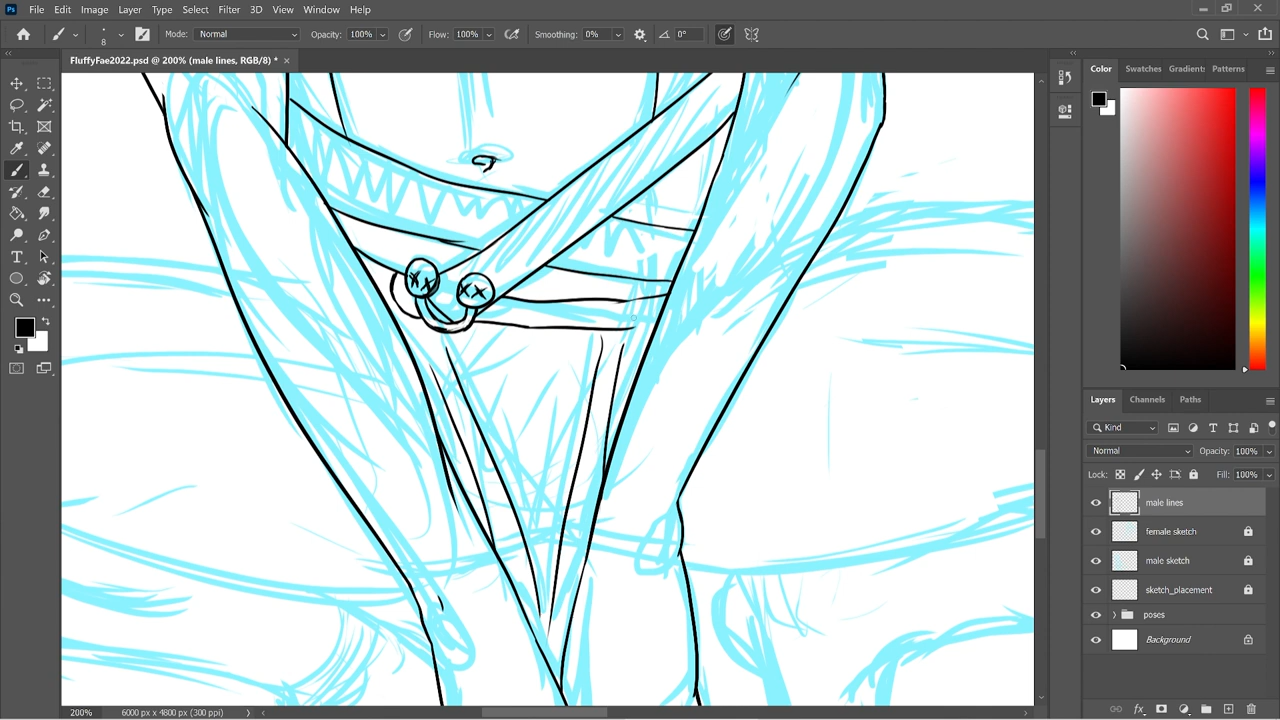 Ps File Edit Image Layer Type Select Filter 3D View Window Help
8 Mode: Normal Opacity: 100% Flow: 100% Smoothing: 0% 0°
FluffyFae2022.psd @ 200% (male lines, RGB/8) * ×
Color Swatches Gradients Patterns
Layers Channels Paths
Kind
Normal Opacity: 100%
Lock: Fill: 100%
male lines
female sketch
male sketch
sketch_placement
poses
Background
200% 6000 px x 4800 px (300 ppi)
fx